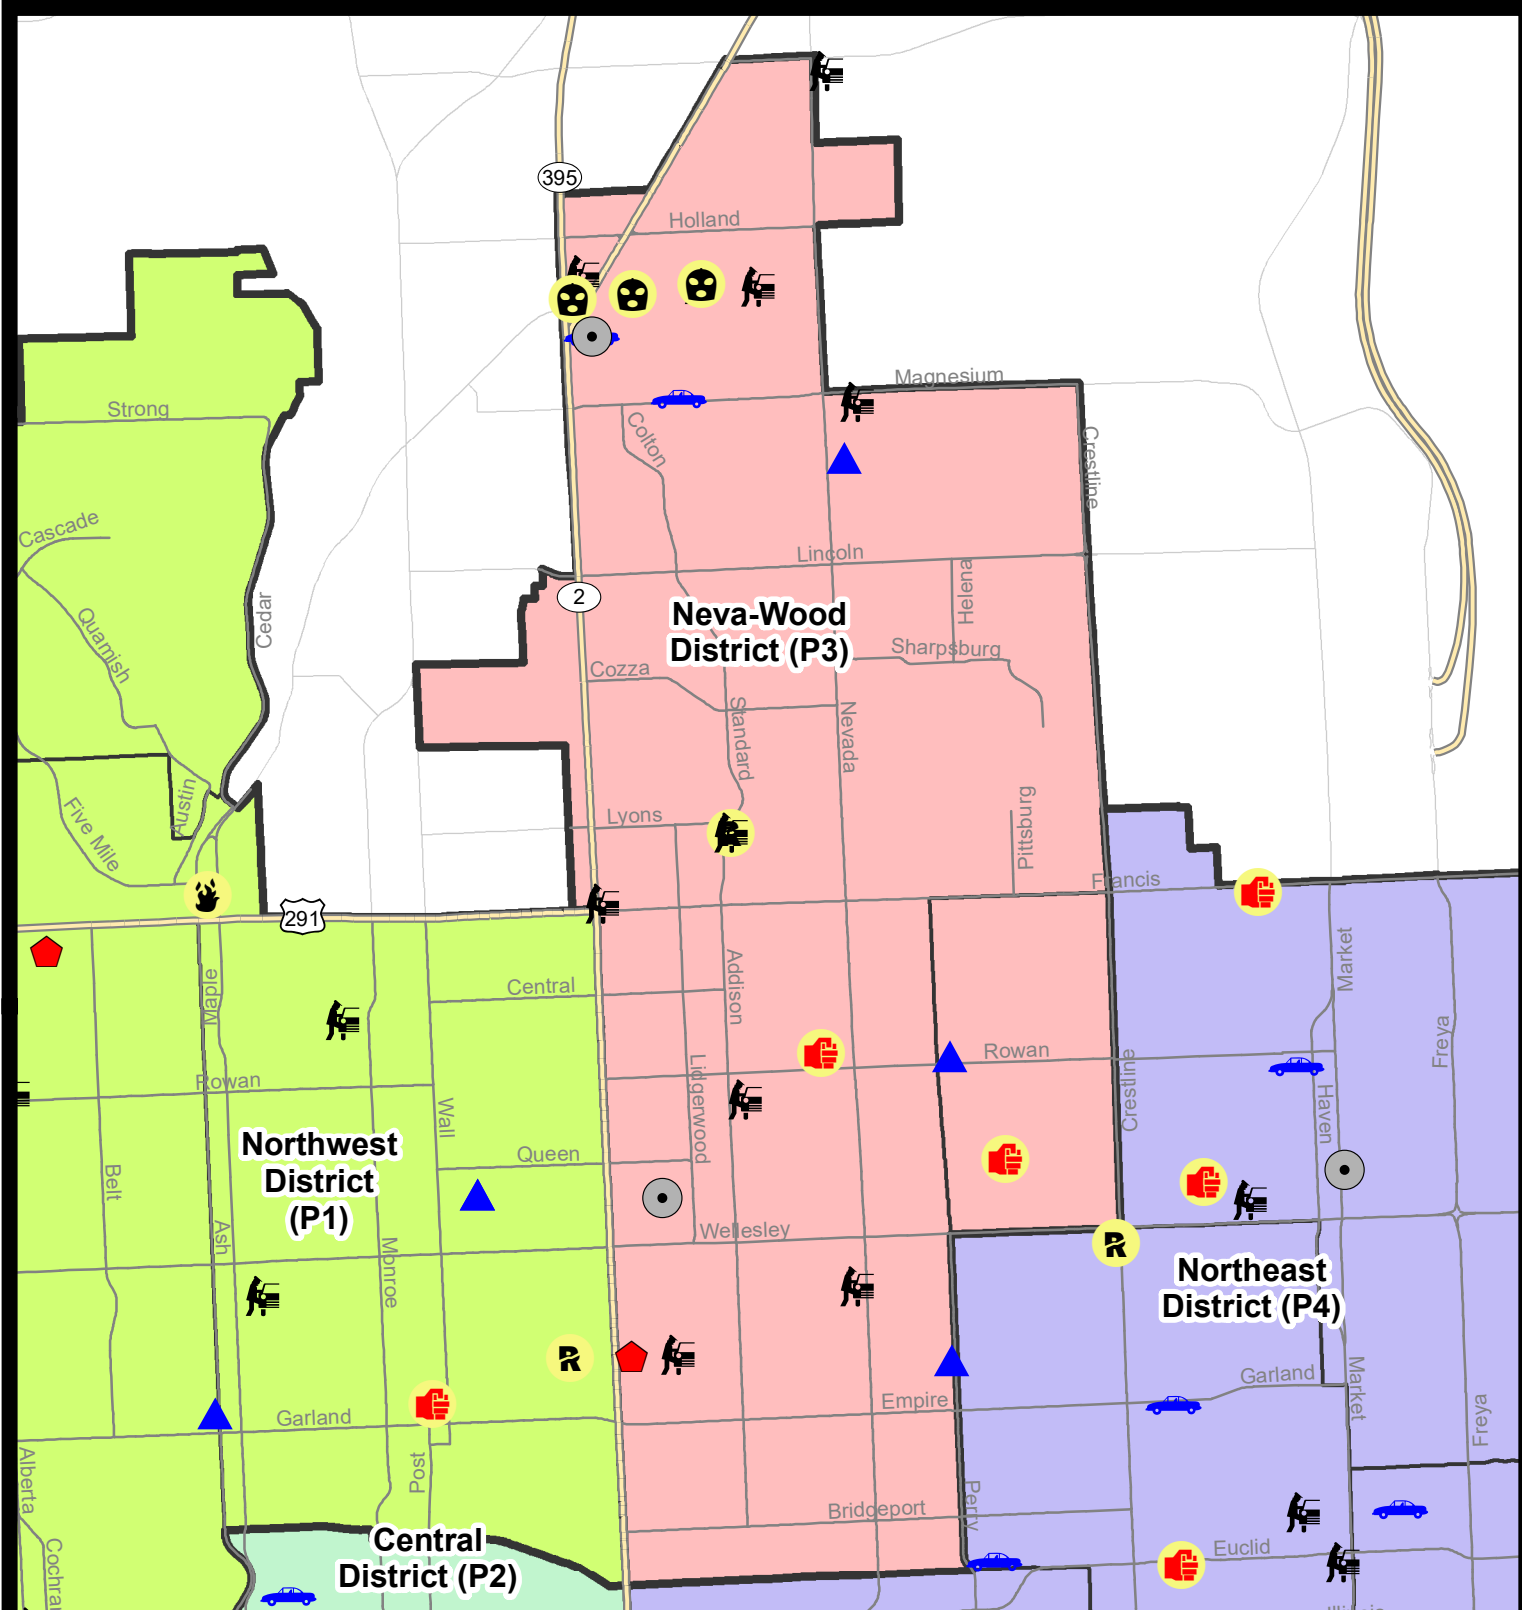 395
Holland
Magnesium
Strong
Colton
Crestline
Cascade
Lincoln
Helena
2
Cedar
Quamish
Neva-Wood
District (P3)
Sharpsburg
Cozza
Standard
Nevada
Five Mile
Austin
Lyons
Pittsburg
Francis
291
Maple
Central
Addison
Market
Freya
Rowan
Rowan
Crestline
Lidgerwood
Haven
Wall
Northwest
District
(P1)
Queen
Belt
Ash
Monroe
Wellesley
R
Northeast
District (P4)
R
Garland
Market
Empire
Garland
Freya
Post
Alberta
Bridgeport
Perry
Central
District (P2)
Euclid
Cochra